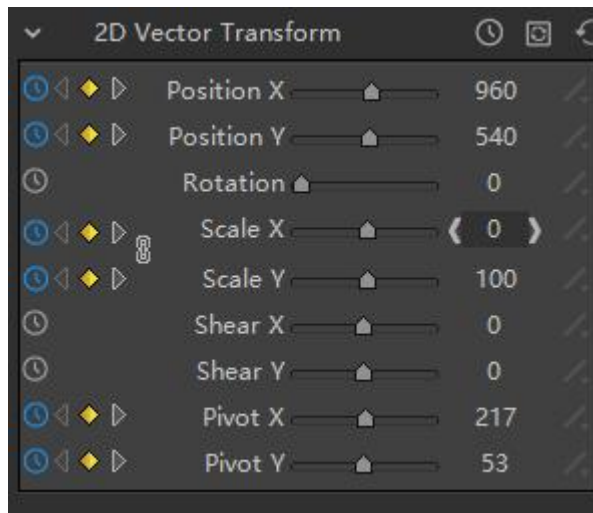 2D Vector Transform
Position X 960
Position Y 540
Rotation 0
Scale X 0
Scale Y 100
Shear X 0
Shear Y 0
Pivot X 217
Pivot Y 53